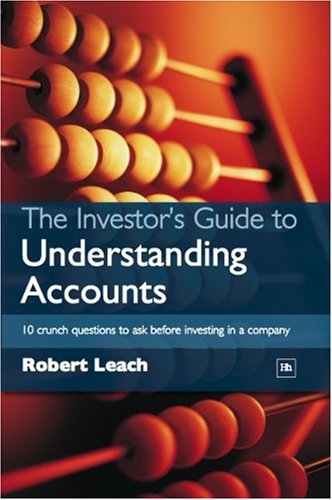 The Investor's Guide to
Understanding
Accounts
10 crunch questions to ask before investing in a company
Robert Leach
Hh